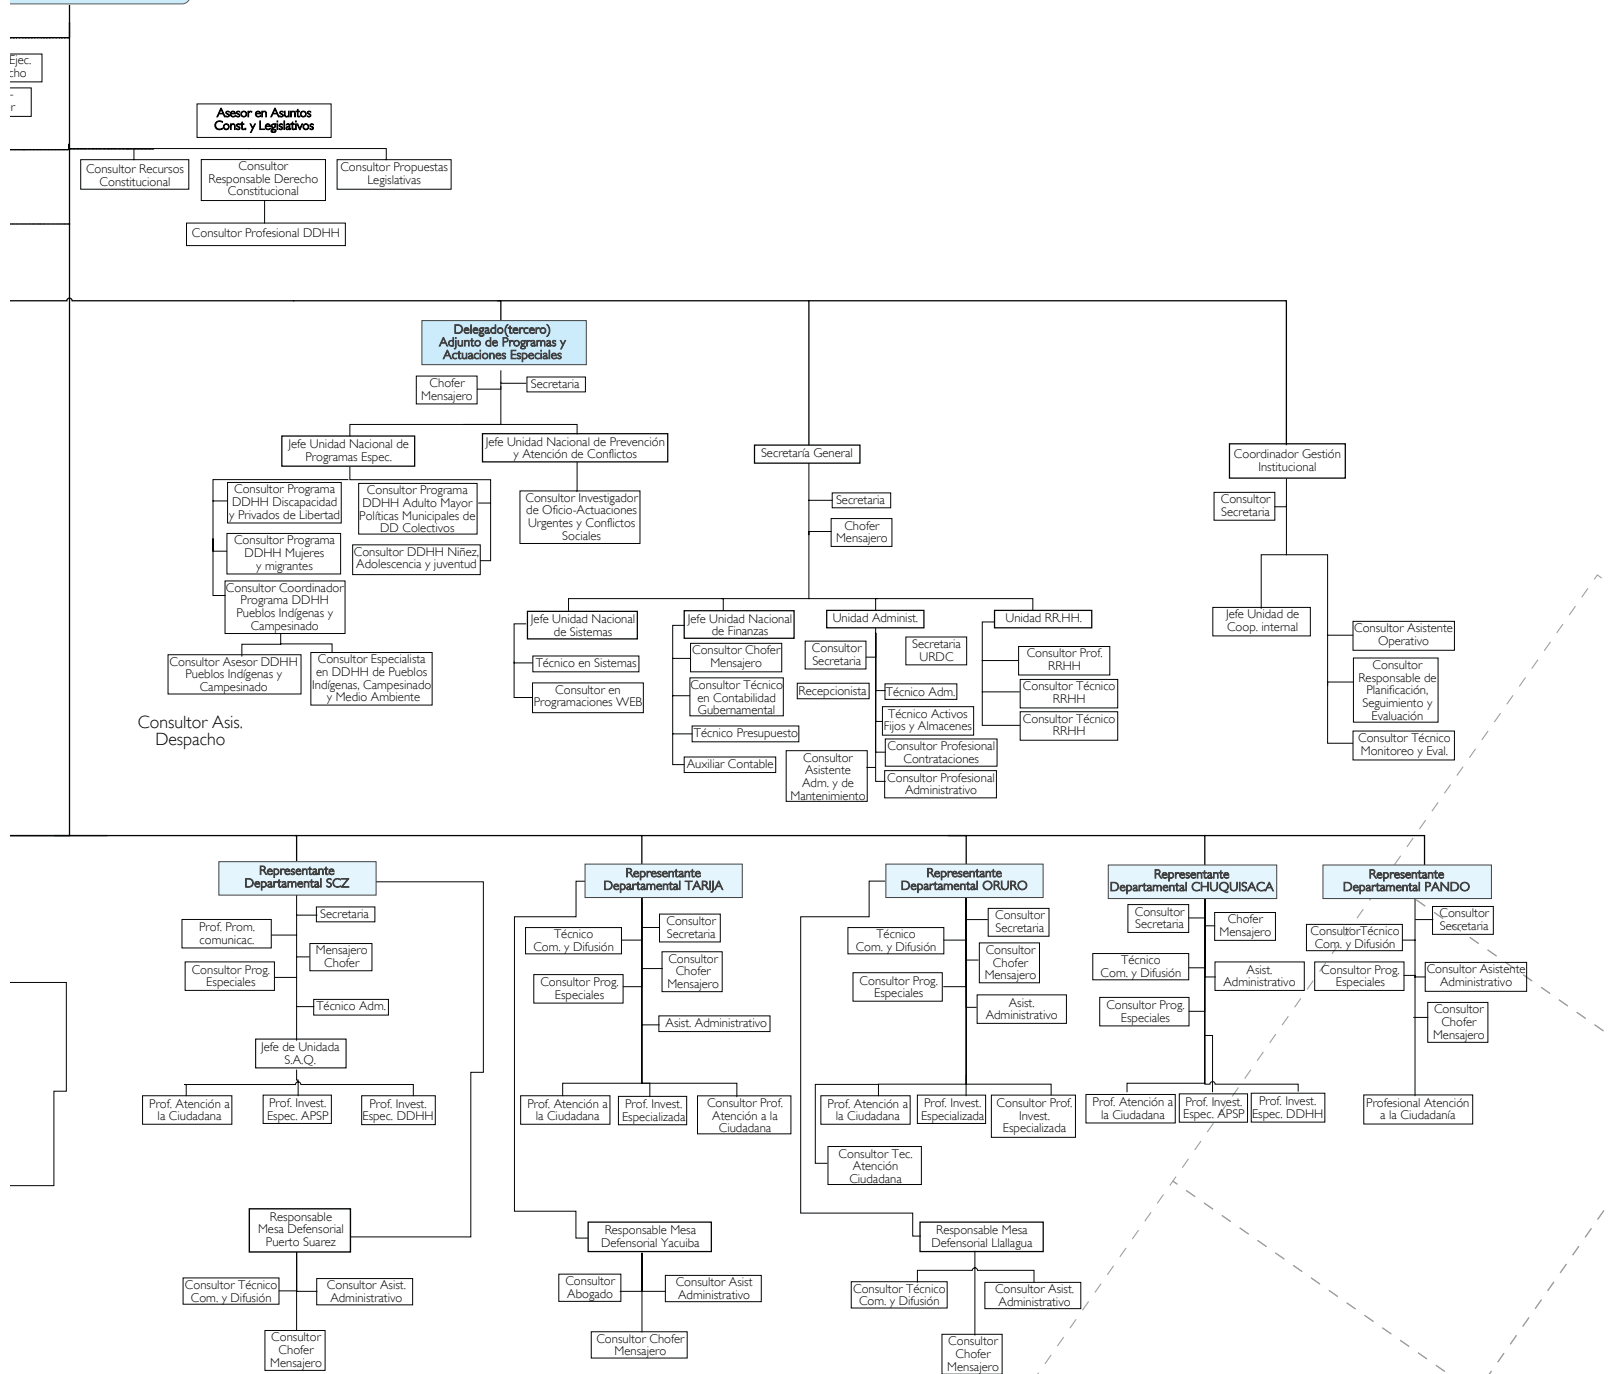 Ejec.
cho
r
Asesor en Asuntos
Const. y Legislativos
Consultor Recursos
Constitucional
Consultor
Responsable Derecho
Constitucional
Consultor Propuestas
Legislativas
Consultor Profesional DDHH
Delegado(tercero)
Adjunto de Programas y
Actuaciones Especiales
Chofer
Mensajero
Secretaria
Jefe Unidad Nacional de
Programas Espec.
Jefe Unidad Nacional de Prevención
y Atención de Conflictos
Secretaría General
Coordinador Gestión
Institucional
Consultor Programa
DDHH Discapacidad
y Privados de Libertad
Consultor Programa
DDHH Adulto Mayor
Políticas Municipales de
DD Colectivos
Consultor Investigador
de Oficio-Actuaciones
Urgentes y Conflictos
Sociales
Secretaria
Chofer
Mensajero
Consultor
Secretaria
Consultor Programa
DDHH Mujeres
y migrantes
Consultor DDHH Niñez,
Adolescencia y juventud
Consultor Coordinador
Programa DDHH
Pueblos Indígenas y
Campesinado
Consultor Asesor DDHH
Pueblos Indígenas y
Campesinado
Consultor Especialista
en DDHH de Pueblos
Indígenas, Campesinado
y Medio Ambiente
Consultor Asis.
Despacho
Jefe Unidad Nacional
de Sistemas
Técnico en Sistemas
Consultor en
Programaciones WEB
Jefe Unidad Nacional
de Finanzas
Consultor Chofer
Mensajero
Consultor Técnico
en Contabilidad
Gubernamental
Técnico Presupuesto
Auxiliar Contable
Unidad Administ.
Consultor
Secretaria
Secretaria
URDC
Recepcionista
Técnico Adm.
Técnico Activos
Fijos y Almacenes
Consultor Profesional
Contrataciones
Consultor
Asistente
Adm. y de
Mantenimiento
Consultor Profesional
Administrativo
Unidad RR.HH.
Consultor Prof.
RRHH
Consultor Técnico
RRHH
Consultor Técnico
RRHH
Jefe Unidad de
Coop. internal
Consultor Asistente
Operativo
Consultor
Responsable de
Planificación,
Seguimiento y
Evaluación
Consultor Técnico
Monitoreo y Eval.
Representante
Departamental SCZ
Secretaria
Prof. Prom.
comunicac.
Mensajero
Chofer
Consultor Prog.
Especiales
Técnico Adm.
Jefe de Unidada
S.A.Q.
Prof. Atención a
la Ciudadana
Prof. Invest.
Espec. APSP
Prof. Invest.
Espec. DDHH
Responsable
Mesa Defensorial
Puerto Suarez
Consultor Técnico
Com. y Difusión
Consultor Asist.
Administrativo
Consultor
Chofer
Mensajero
Representante
Departamental TARIJA
Consultor
Secretaria
Técnico
Com. y Difusión
Consultor
Chofer
Mensajero
Consultor Prog.
Especiales
Asist. Administrativo
Prof. Atención a
la Ciudadana
Prof. Invest.
Especializada
Consultor Prof.
Atención a la
Ciudadana
Responsable Mesa
Defensorial Yacuiba
Consultor
Abogado
Consultor Asist
Administrativo
Consultor Chofer
Mensajero
Representante
Departamental ORURO
Consultor
Secretaria
Técnico
Com. y Difusión
Consultor
Chofer
Mensajero
Consultor Prog.
Especiales
Asist.
Administrativo
Prof. Atención a
la Ciudadana
Prof. Invest.
Especializada
Consultor Prof.
Invest.
Especializada
Consultor Tec.
Atención
Ciudadana
Responsable Mesa
Defensorial Llallagua
Consultor Técnico
Com. y Difusión
Consultor Asist.
Administrativo
Consultor
Chofer
Mensajero
Representante
Departamental CHUQUISACA
Consultor
Secretaria
Chofer
Mensajero
Técnico
Com. y Difusión
Asist.
Administrativo
Consultor Prog.
Especiales
Prof. Atención a
la Ciudadana
Prof. Invest.
Espec. APSP
Prof. Invest.
Espec. DDHH
Representante
Departamental PANDO
Consultor
Secretaria
ConsultorTécnico
Com. y Difusión
Consultor Prog.
Especiales
Consultor Asistente
Administrativo
Consultor
Chofer
Mensajero
Profesional Atención
a la Ciudadanía